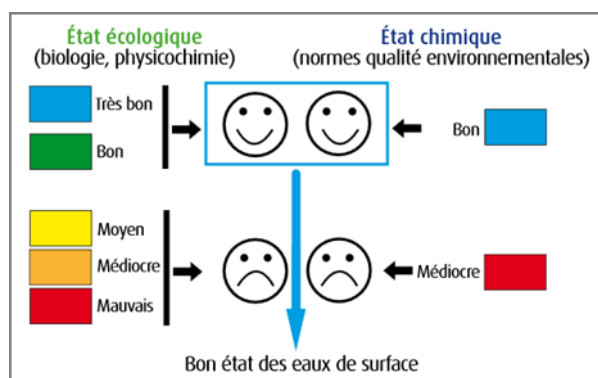 État écologique
(biologie, physicochimie)
État chimique
(normes qualité environnementales)
Très bon
Bon
Bon
Moyen
Médiocre
Mauvais
Médiocre
Bon état des eaux de surface